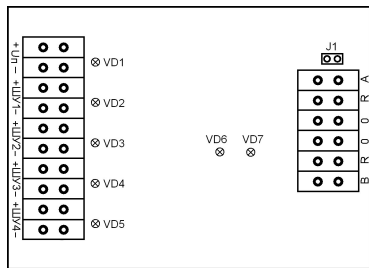 + Uп -
+ШУ1-
+ШУ2-
+ШУ3-
+ШУ4-
VD1
VD2
VD3
VD4
VD5
VD6 VD7
J1
A
R
0
0
R
B